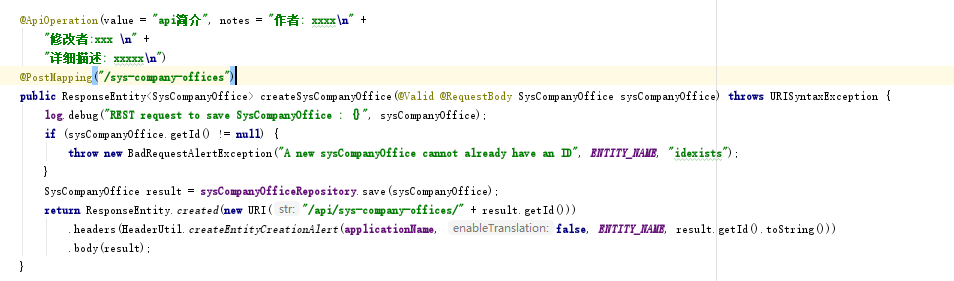 @ApiOperation(value = "api简介", notes = "作者: xxxx\n" +
"修改者:xxx \n" +
"详细描述: xxxxx\n")
@PostMapping("/sys-company-offices")
public ResponseEntity<SysCompanyOffice> createSysCompanyOffice(@Valid @RequestBody SysCompanyOffice sysCompanyOffice) throws URISyntaxException {
log.debug("REST request to save SysCompanyOffice : {}", sysCompanyOffice);
if (sysCompanyOffice.getId() != null) {
throw new BadRequestAlertException("A new sysCompanyOffice cannot already have an ID", ENTITY_NAME, "idexists");
}
SysCompanyOffice result = sysCompanyOfficeRepository.save(sysCompanyOffice);
return ResponseEntity.created(new URI( str: "/api/sys-company-offices/" + result.getId()))
.headers(HeaderUtil.createEntityCreationAlert(applicationName, enableTranslation: false, ENTITY_NAME, result.getId().toString()))
.body(result);
}